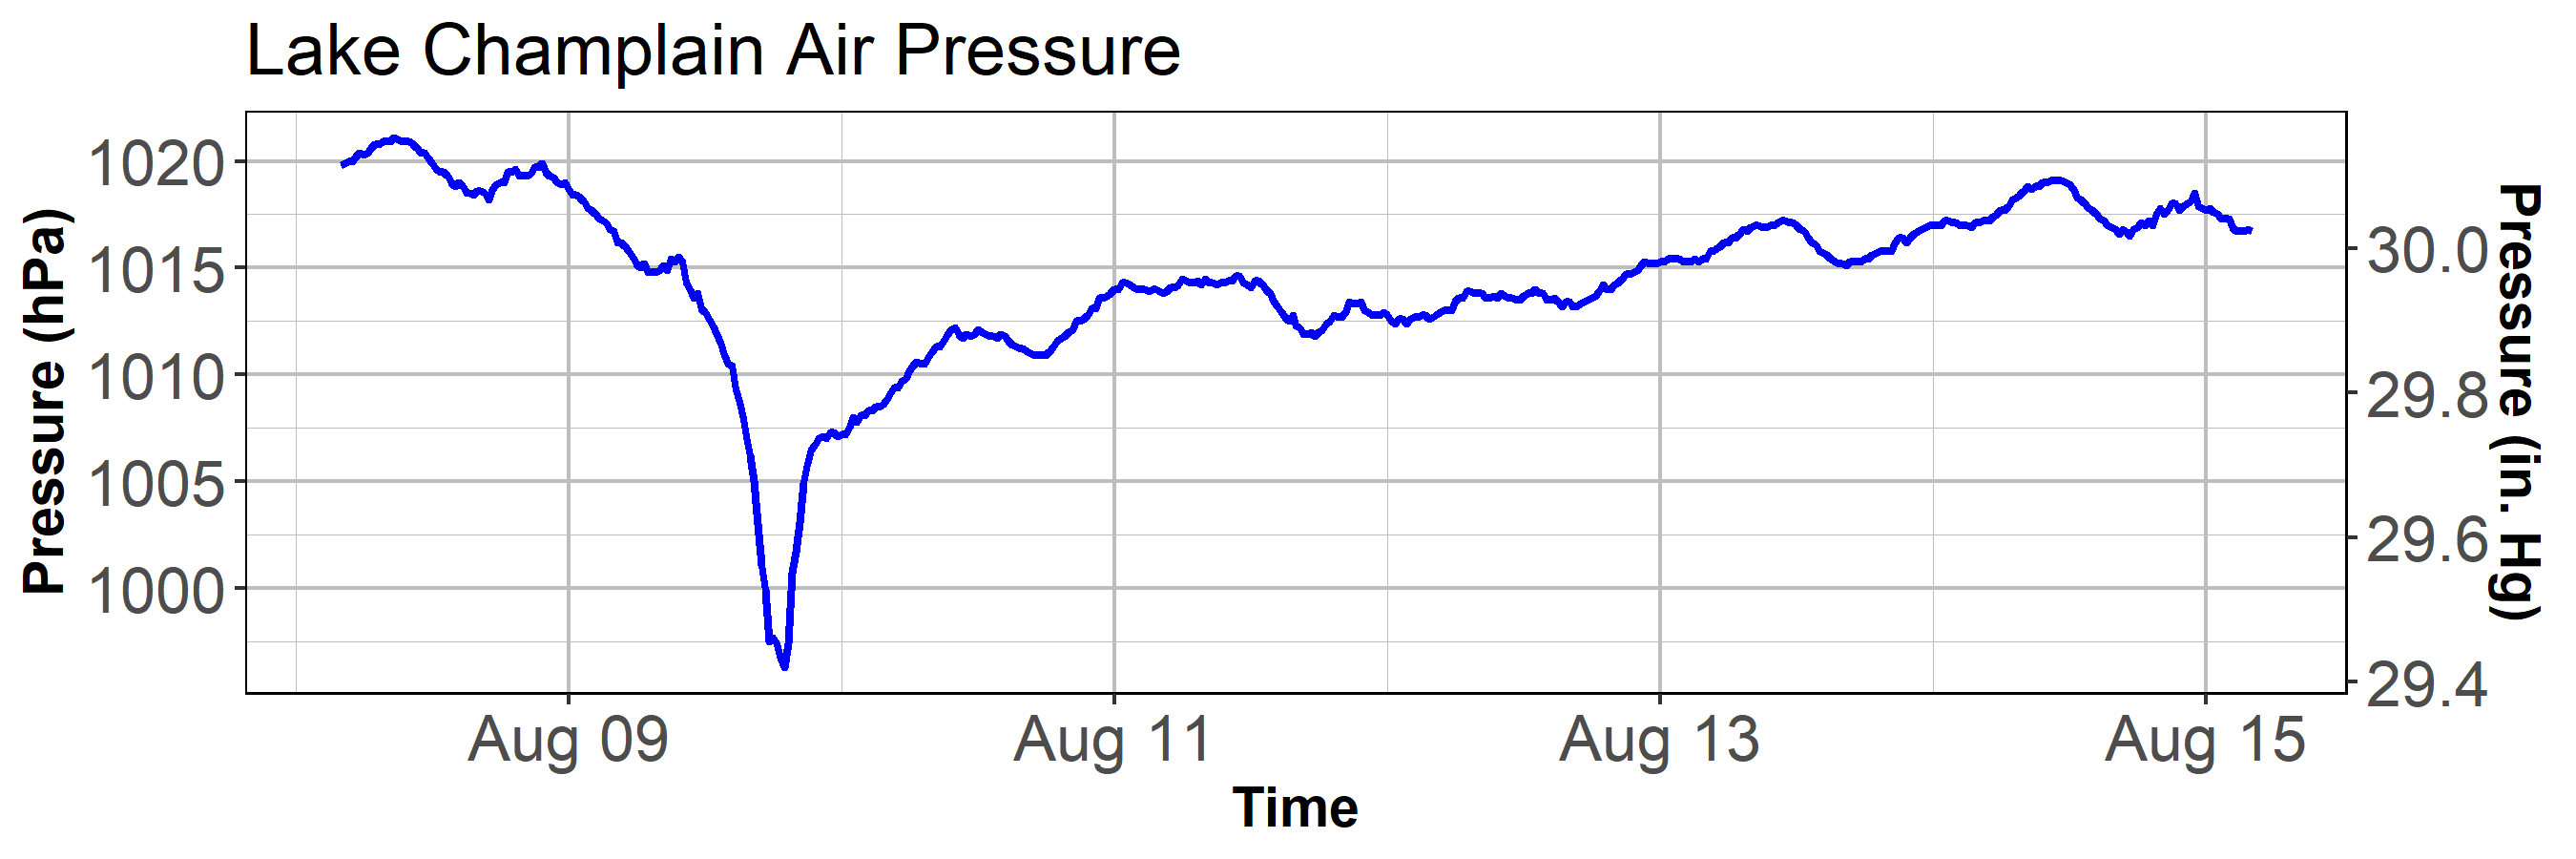 Lake Champlain Air Pressure
Pressure (hPa)
1020
1015
1010
1005
1000
30.0
29.8
29.6
29.4
Pressure (in. Hg)
Aug 09 Aug 11 Aug 13 Aug 15
Time